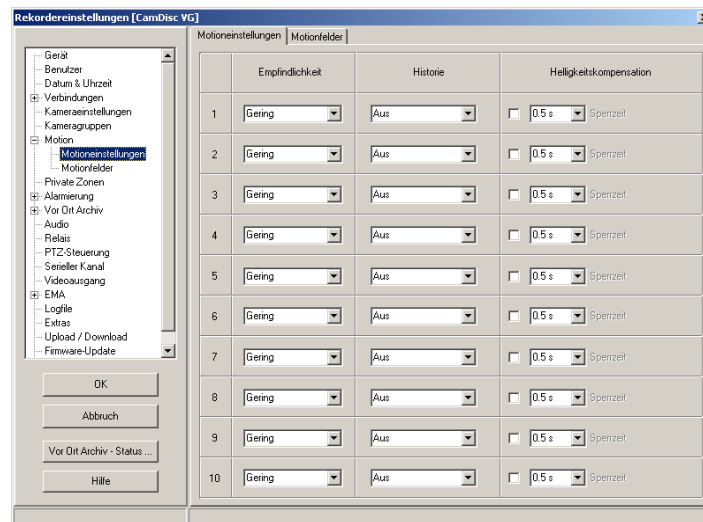 Rekordereinstellungen [CamDisc VG]
Gerät
Benutzer
Datum & Uhrzeit
Verbindungen
Kameraeinstellungen
Kameragruppen
Motion
Motioneinstellungen
Motionfelder
Private Zonen
Alarmierung
Vor Ort Archiv
Audio
Relais
PTZ-Steuerung
Serieller Kanal
Videoausgang
EMA
Logfile
Extras
Upload / Download
Firmware-Update
OK
Abbruch
Vor Ort Archiv - Status ...
Hilfe
Motioneinstellungen Motionfelder
Empfindlichkeit Historie Helligkeitskompensation
1 Gering Aus 0.5 s Sperrzeit
2 Gering Aus 0.5 s Sperrzeit
3 Gering Aus 0.5 s Sperrzeit
4 Gering Aus 0.5 s Sperrzeit
5 Gering Aus 0.5 s Sperrzeit
6 Gering Aus 0.5 s Sperrzeit
7 Gering Aus 0.5 s Sperrzeit
8 Gering Aus 0.5 s Sperrzeit
9 Gering Aus 0.5 s Sperrzeit
10 Gering Aus 0.5 s Sperrzeit